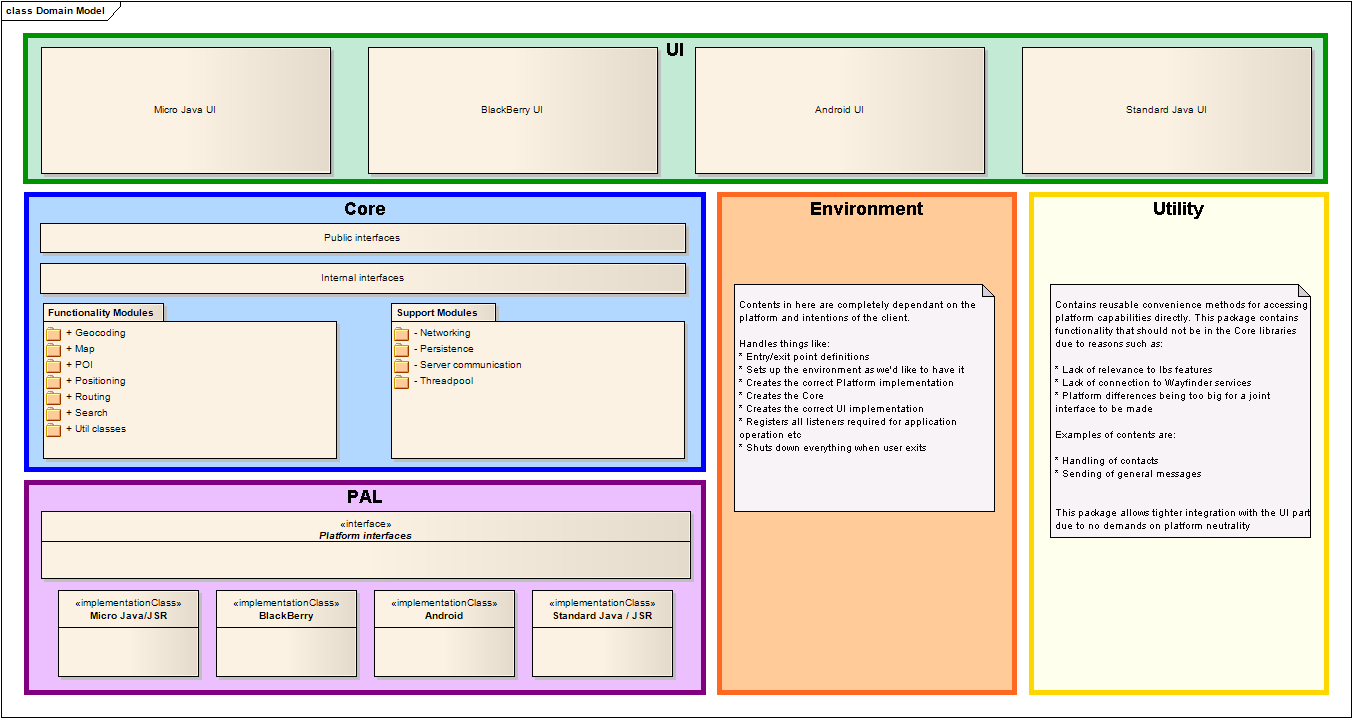 class Domain Model
UI
Micro Java UI
BlackBerry UI
Android UI
Standard Java UI
Core
Public interfaces
Internal interfaces
Functionality Modules
+ Geocoding
+ Map
+ POI
+ Positioning
+ Routing
+ Search
+ Util classes
Support Modules
- Networking
- Persistence
- Server communication
- Threadpool
PAL
«interface»
Platform interfaces
«implementationClass»
Micro Java/JSR
«implementationClass»
BlackBerry
«implementationClass»
Android
«implementationClass»
Standard Java / JSR
Environment
Contents in here are completely dependant on the
platform and intentions of the client.
Handles things like:
* Entry/exit point definitions
* Sets up the environment as we'd like to have it
* Creates the correct Platform implementation
* Creates the Core
* Creates the correct UI implementation
* Registers all listeners required for application
operation etc
* Shuts down everything when user exits
Utility
Contains reusable convenience methods for accessing
platform capabilities directly. This package contains
functionality that should not be in the Core libraries
due to reasons such as:
* Lack of relevance to lbs features
* Lack of connection to Wayfinder services
* Platform differences being too big for a joint
interface to be made
Examples of contents are:
* Handling of contacts
* Sending of general messages
This package allows tighter integration with the UI part
due to no demands on platform neutrality